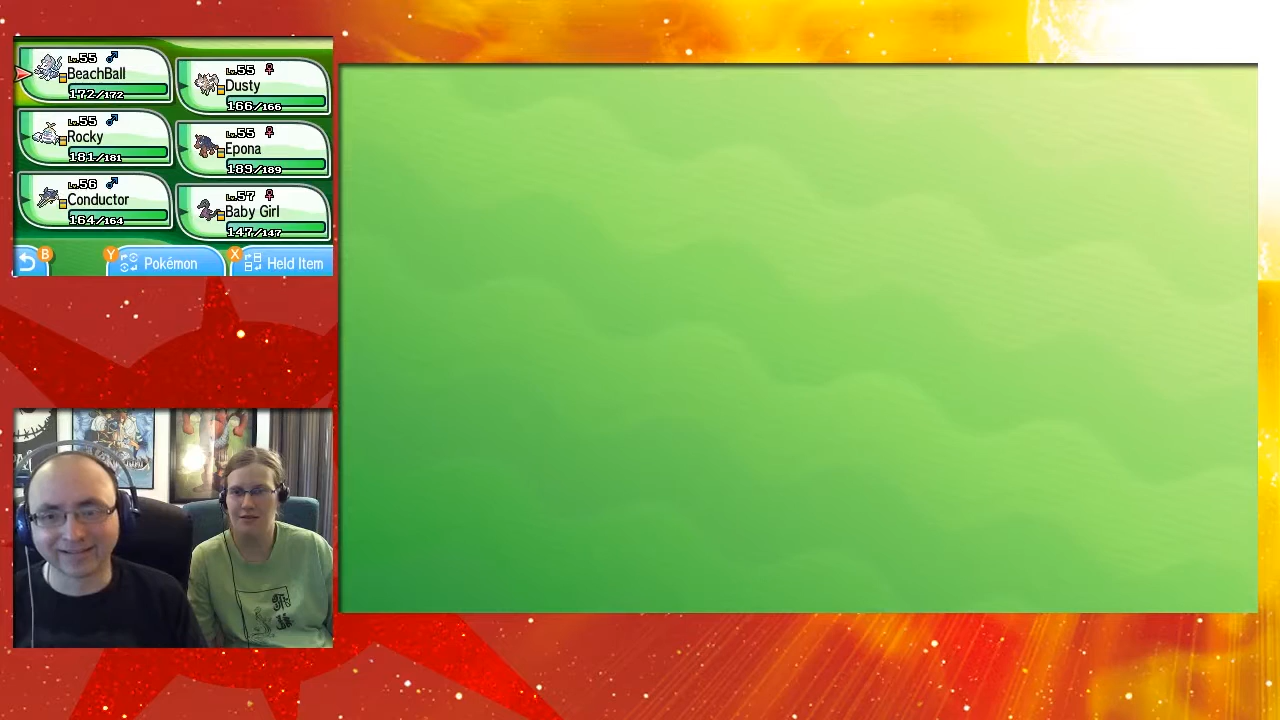 Lv.55 ♂
BeachBall
172/172
Lv.55 ♀
Dusty
166/166
Lv.55 ♂
Rocky
181/181
Lv.55 ♀
Epona
189/189
Lv.56 ♂
Conductor
164/164
Lv.57 ♀
Baby Girl
147/147
B
Y Pokémon
X Held Item